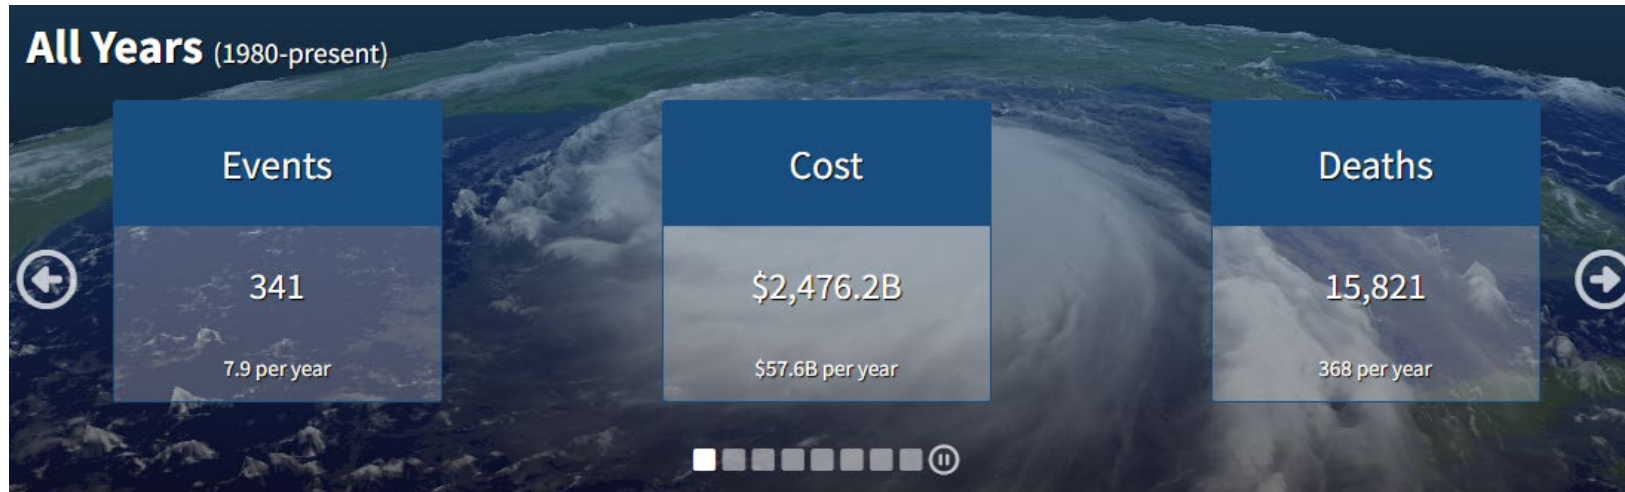 All Years (1980-present)
Events
341
7.9 per year
Cost
$2,476.2B
$57.6B per year
Deaths
15,821
368 per year